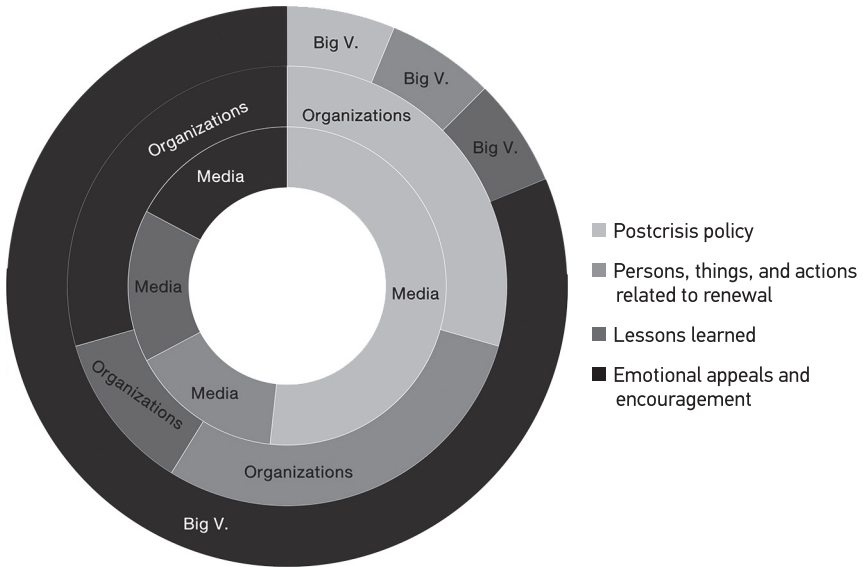 Big V.
Big V.
Organizations
Organizations
Big V.
Media
Postcrisis policy
Persons, things, and actions
related to renewal
Media
Media
Lessons learned
Emotional appeals and
encouragement
Organizations
Media
Organizations
Big V.